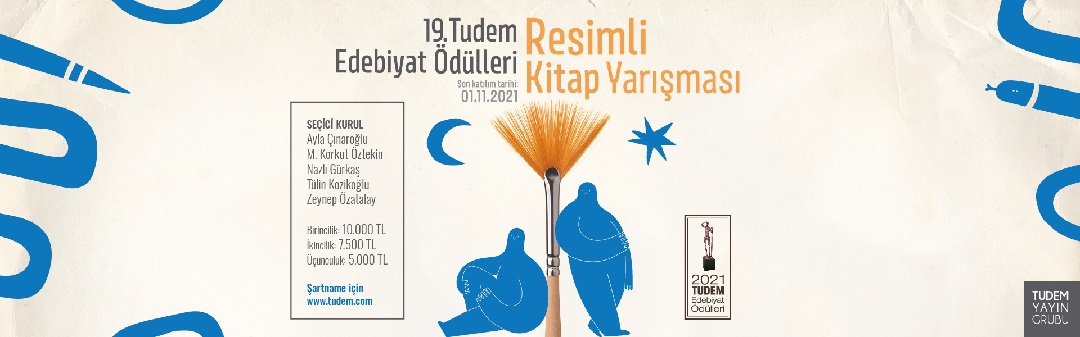 19.Tudem
Edebiyat Ödülleri
Son katılım tarihi:
01.11.2021
Resimli
Kitap Yarışması
SEÇİCİ KURUL
Ayla Çınaroğlu
M. Korkut Öztekin
Nazlı Gürkaş
Tülin Kozikoğlu
Zeynep Özatalay
Birincilik: 10.000 TL
İkincilik: 7.500 TL
Üçünculuk: 5.000 TL
Şartname için
www.tudem.com
2021
TUDEM
Edebiyat
Ödülleri
TUDEM
YAYIN
GRUBU